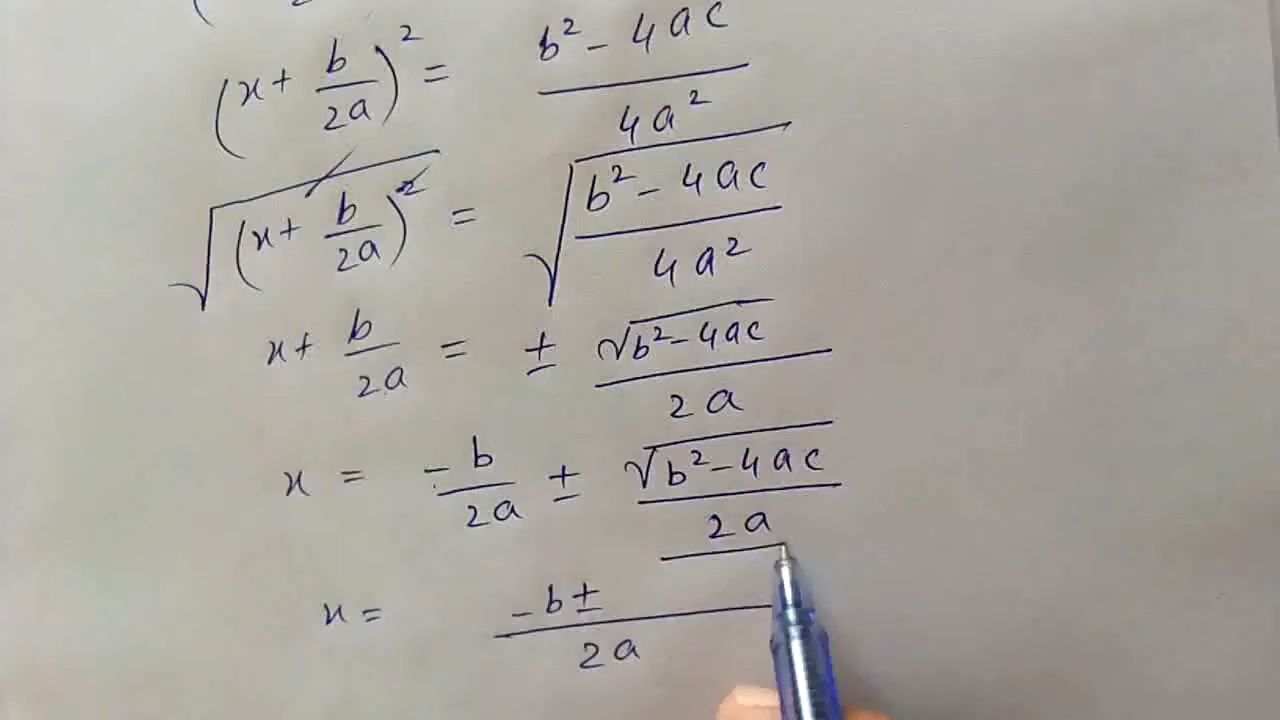 (x + b/2a)² = b² - 4ac / 4a²
√(x + b/2a)² = √(b² - 4ac / 4a²)
x + b/2a = ± √(b² - 4ac) / 2a
x = -b/2a ± √(b² - 4ac) / 2a
x = -b ± / 2a